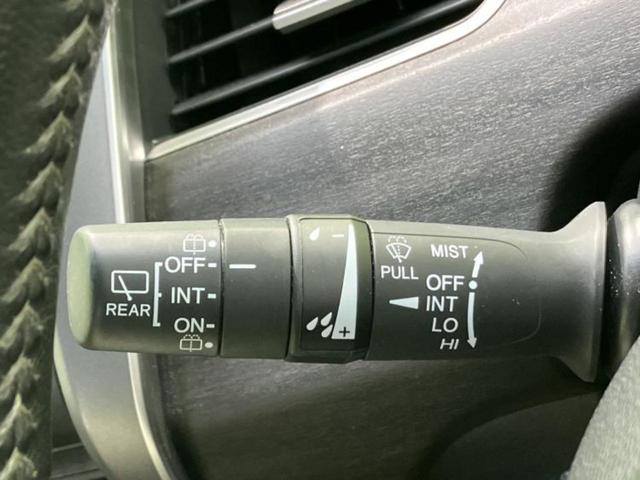 REAR
OFF
INT
ON
-
+
PULL
MIST
OFF
INT
LO
HI